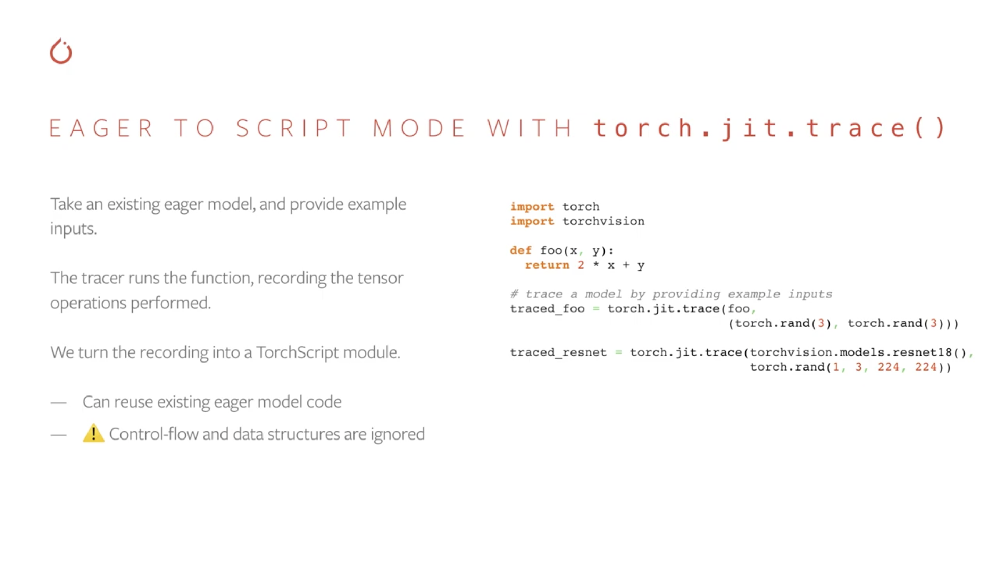 EAGER TO SCRIPT MODE WITH torch.jit.trace()
Take an existing eager model, and provide example
inputs.
The tracer runs the function, recording the tensor
operations performed.
We turn the recording into a TorchScript module.
— Can reuse existing eager model code
— ⚠️ Control-flow and data structures are ignored
import torch
import torchvision
def foo(x, y):
  return 2 * x + y
# trace a model by providing example inputs
traced_foo = torch.jit.trace(foo,
                             (torch.rand(3), torch.rand(3)))
traced_resnet = torch.jit.trace(torchvision.models.resnet18(),
                                torch.rand(1, 3, 224, 224))